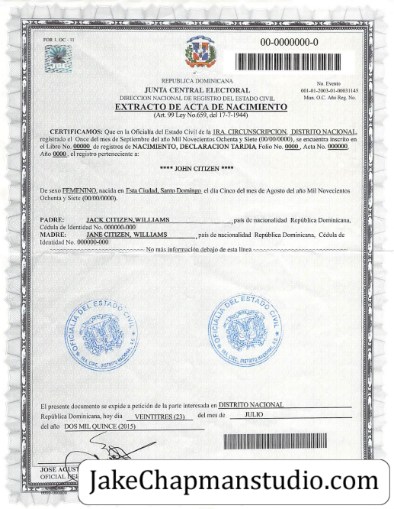 FOR I. JJC - 01
00-0000000-0
REPUBLICA DOMINICANA
JUNTA CENTRAL ELECTORAL
DIRECCION NACIONAL DE REGISTRO DEL ESTADO CIVIL
EXTRACTO DE ACTA DE NACIMIENTO
(Art. 99 Ley No.659, del 17-7-1944)
No. Evento
001-01-2003-01-00031143
Mun. O.C. Año Reg. No.
CERTIFICAMOS: Que en la Oficialia del Estado Civil de la 1RA. CIRCUNSCRIPCION, DISTRITO NACIONAL
registrado el Once del mes de Septiembre del año Mil Novecientos Ochenta y Siete (00/00/0000), se encuentra inscrito en
el Libro No. 00000 de registros de NACIMIENTO, DECLARACION TARDIA Folio No. 0000, Acta No. 000000,
Año 0000, el registro perteneciente a:
**** JOHN CITIZEN ****
De sexo FEMENINO, nacida en Esta Ciudad, Santo Domingo, el día Cinco del mes de Agosto del año Mil Novecientos
Ochenta y Siete (00/00/0000).
PADRE: JACK CITIZEN,WILLIAMS país de nacionalidad República Dominicana,
Cédula de Identidad No. 000000-000
MADRE: JANE CITIZEN, WILLIAMS país de nacionalidad República Dominicana, Cédula de
Identidad No. 000000-000
No más información debajo de esta línea
OFICIALIA DEL ESTADO CIVIL
OFICIALIA DEL ESTADO CIVIL
El presente documento se expide a petición de la parte interesada en DISTRITO NACIONAL
República Dominicana, hoy día VEINTITRES (23) del mes de JULIO
del año DOS MIL QUINCE (2015)
JOSE AGUST
OFICIAL DE
JakeChapmanstudio.com